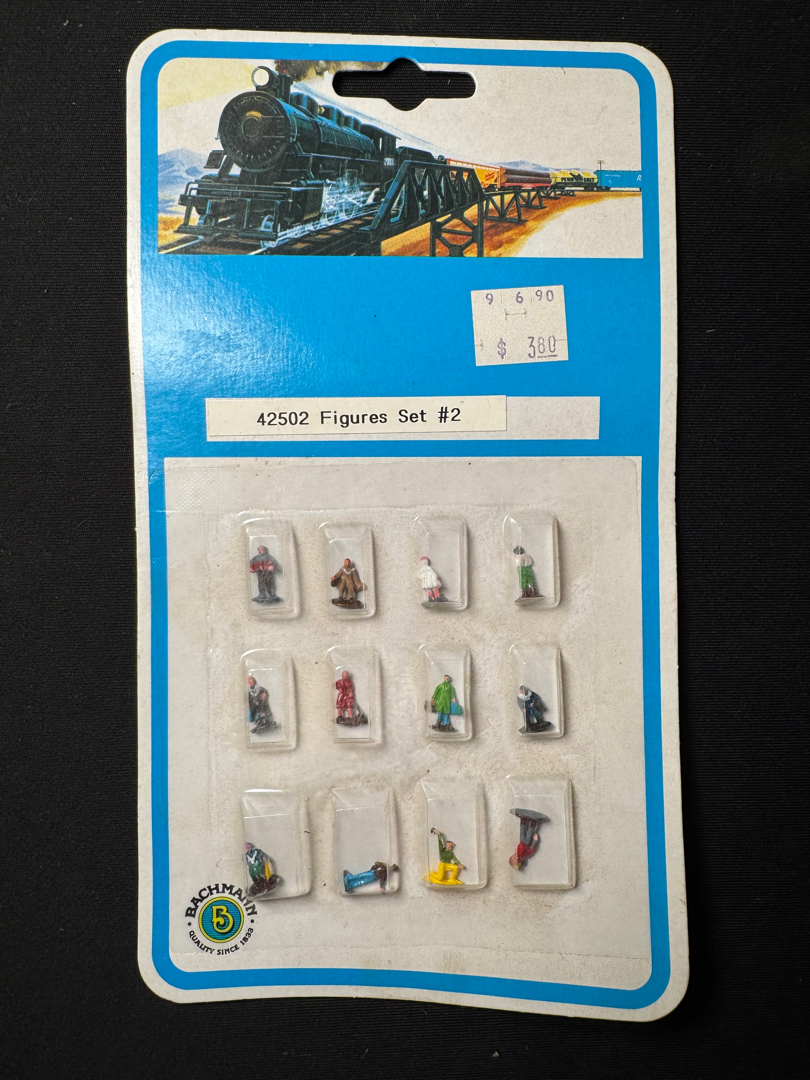 9 6 90
$ 380
42502 Figures Set #2
BACHMANN
B
QUALITY SINCE 1833